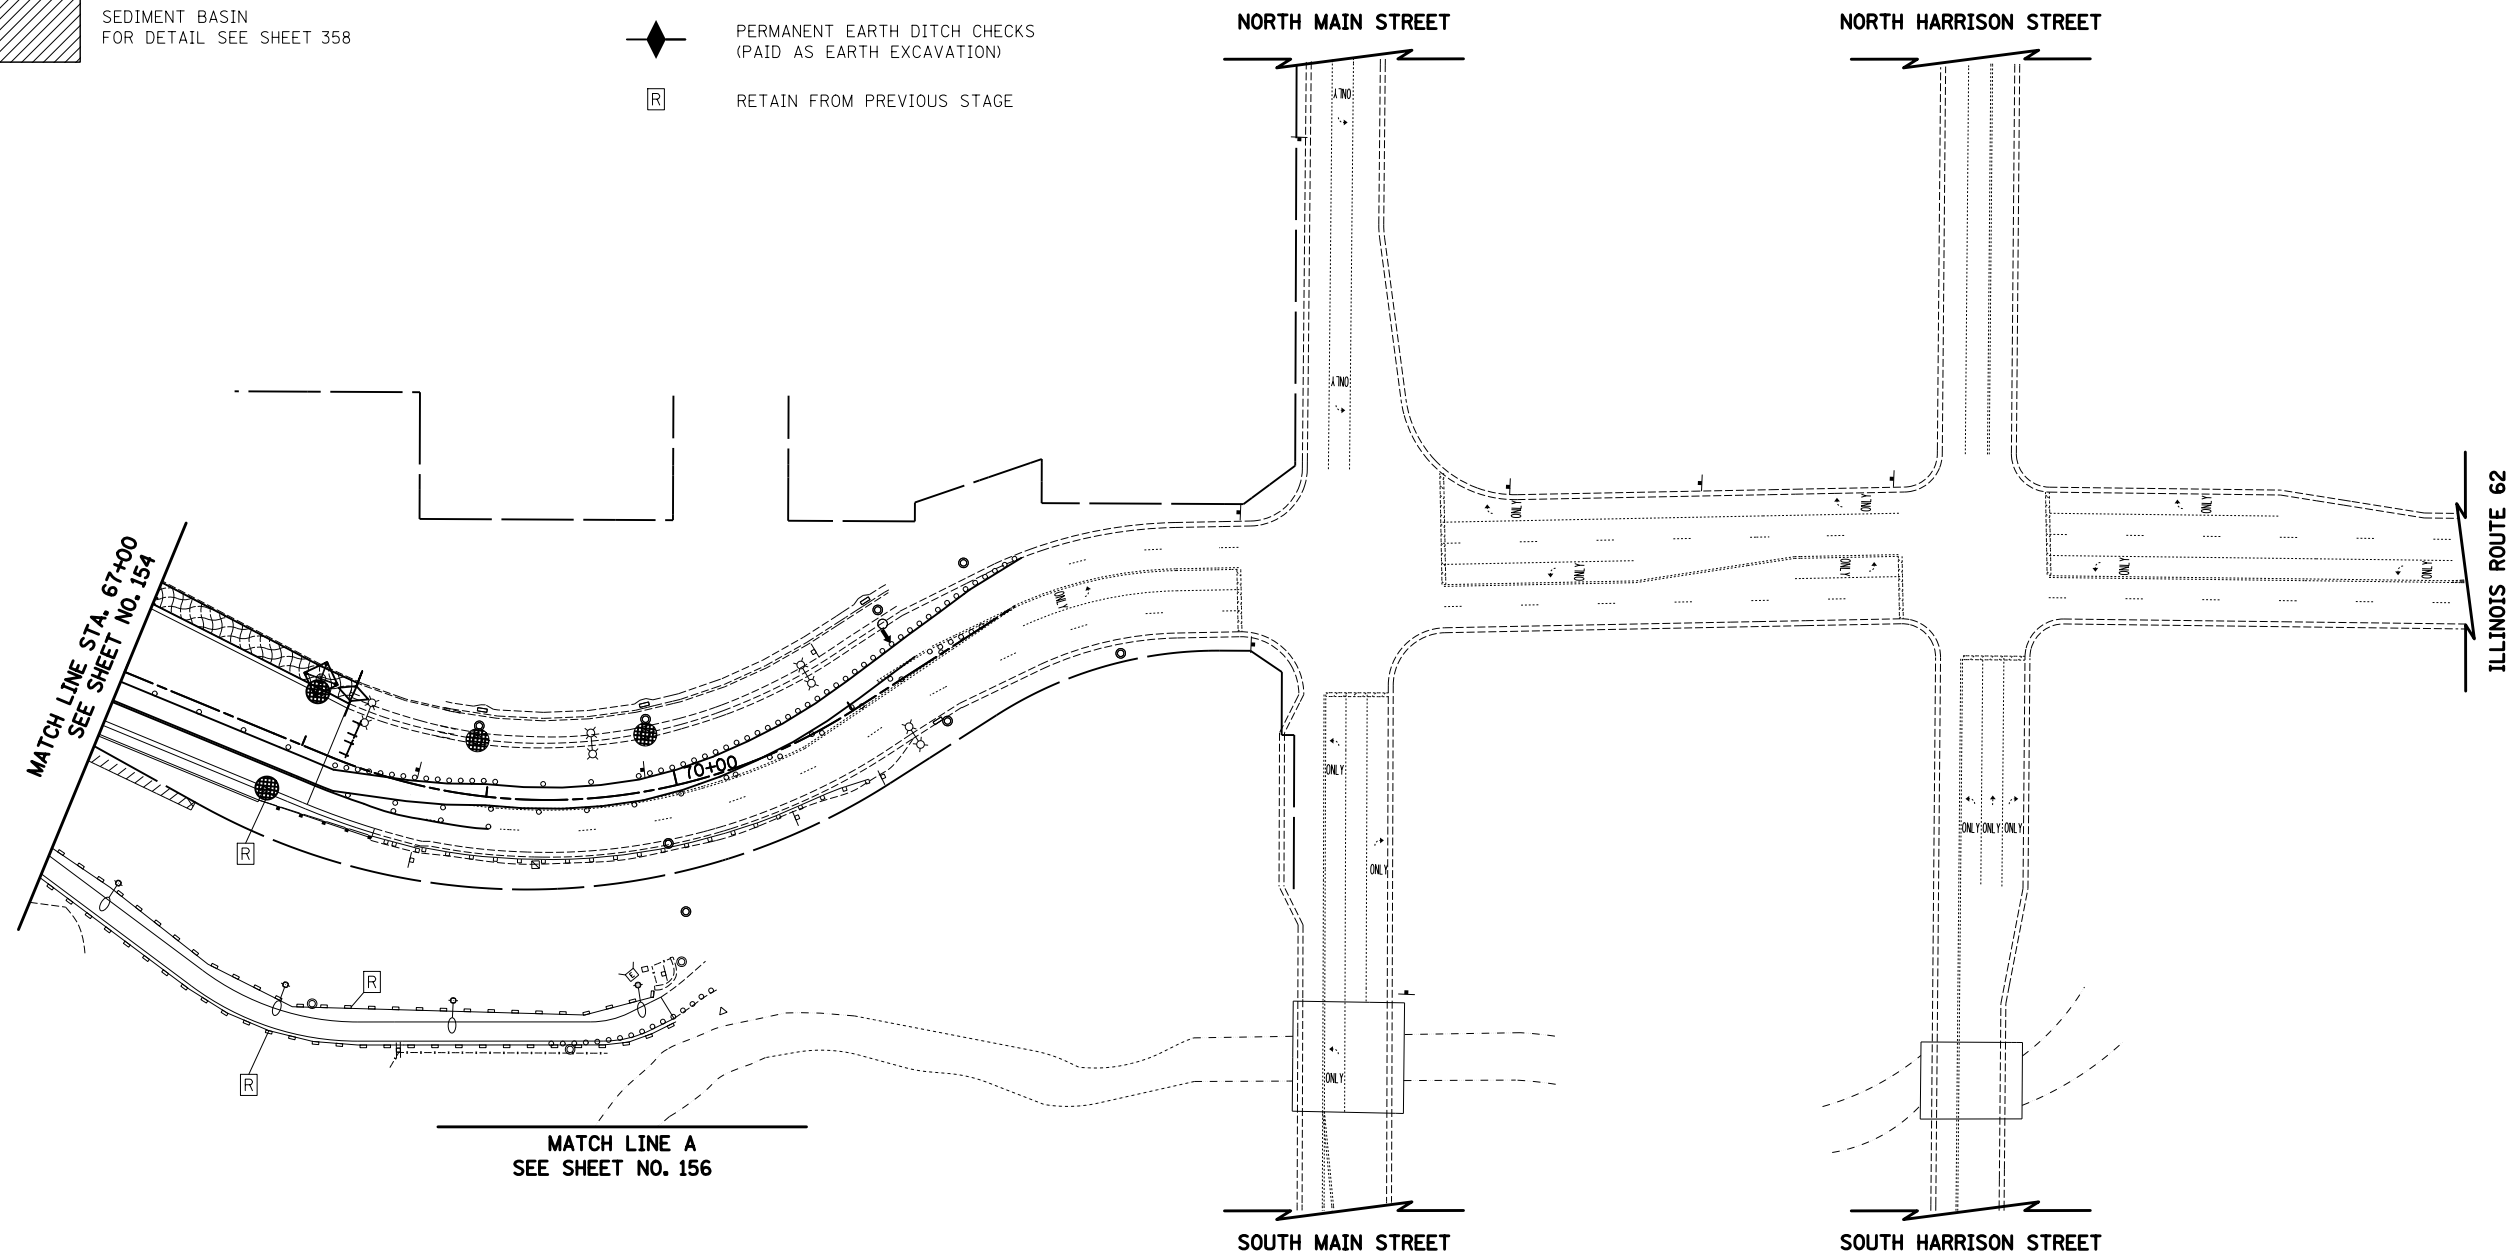 SEDIMENT BASIN
FOR DETAIL SEE SHEET 358
PERMANENT EARTH DITCH CHECKS
(PAID AS EARTH EXCAVATION)
R
RETAIN FROM PREVIOUS STAGE
NORTH MAIN STREET
NORTH HARRISON STREET
ONLY
ONLY
ONLY
ONLY
ONLY
ONLY
ONLY
ONLY
ONLY
ONLY
ILLINOIS ROUTE 62
MATCH LINE STA. 67+00
SEE SHEET NO. 154
70+00
ONLY
ONLY
ONLY ONLY ONLY
ONLY
R
R
R
E
MATCH LINE A
SEE SHEET NO. 156
SOUTH MAIN STREET
SOUTH HARRISON STREET